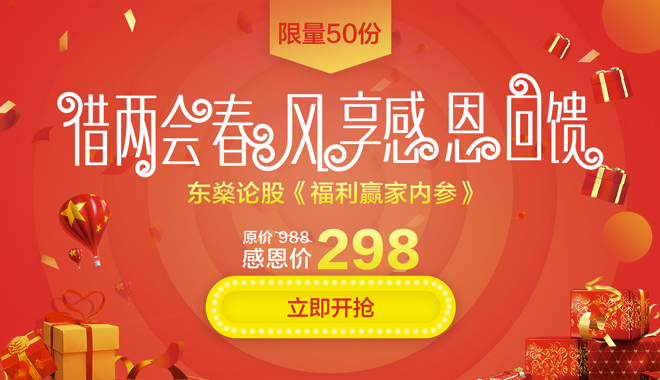 限量50份
借两会春风享感恩回馈
东燊论股《福利赢家内参》
原价 988
感恩价 298
立即开抢